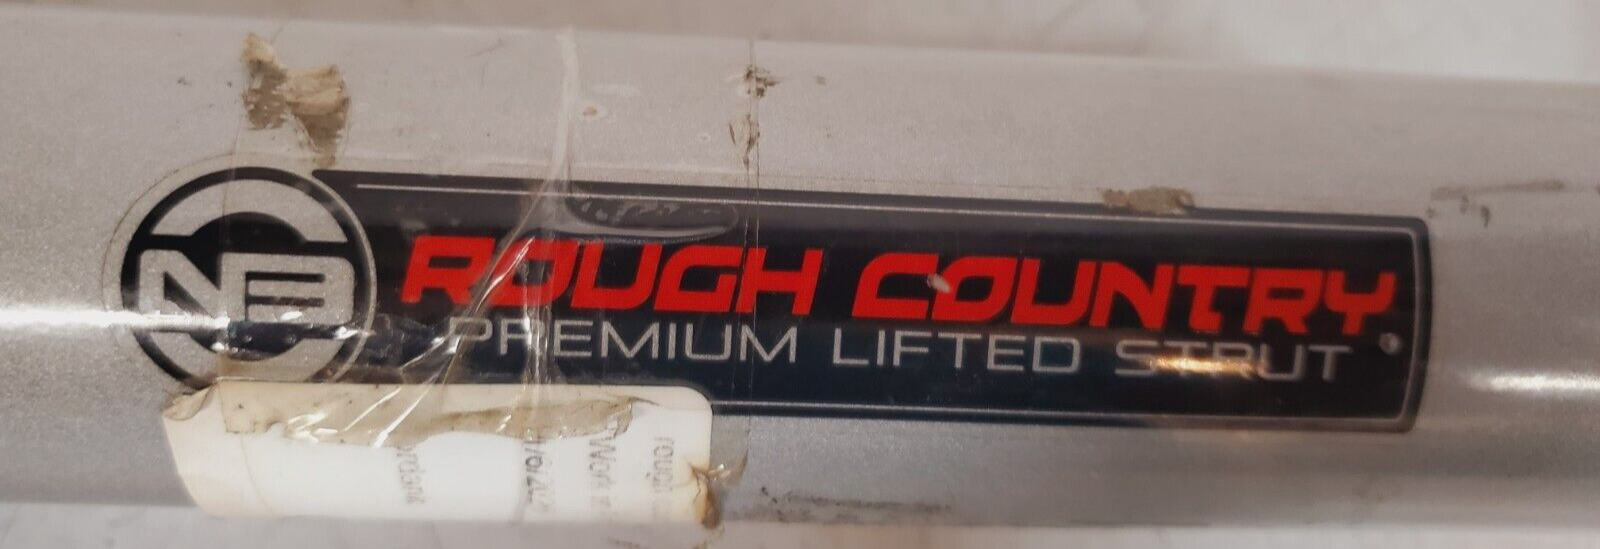 N3
ROUGH COUNTRY
PREMIUM LIFTED STRUT